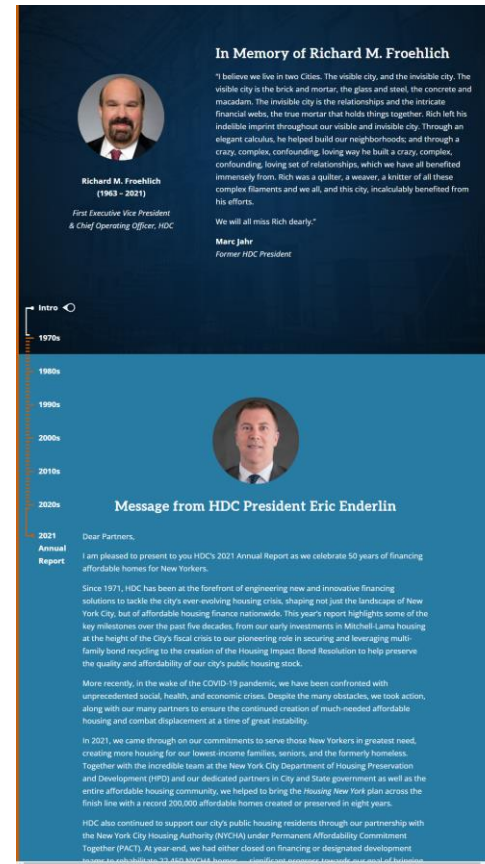 In Memory of Richard M. Froehlich
"I believe we live in two Cities. The visible city, and the invisible city. The
visible city is the brick and mortar, the glass and steel, the concrete and
macadam. The invisible city is the relationships and the intricate
financial webs, the true mortar that holds things together. Rich left his
indelible imprint throughout our visible and invisible city. Through an
elegant calculus, he helped build our neighborhoods; and through a
crazy, complex, confounding, loving way he built a crazy, complex,
confounding, loving set of relationships, which we have all benefited
immensely from. Rich was a quilter, a weaver, a knitter of all these
complex filaments and we all, and this city, incalculably benefited from
his efforts.
We will all miss Rich dearly."
Marc Jahr
Former HDC President
Richard M. Froehlich
(1963 – 2021)
First Executive Vice President
& Chief Operating Officer, HDC
Intro
1970s
1980s
1990s
2000s
2010s
2020s
2021
Annual
Report
Message from HDC President Eric Enderlin
Dear Partners,
I am pleased to present to you HDC's 2021 Annual Report as we celebrate 50 years of financing
affordable homes for New Yorkers.
Since 1971, HDC has been at the forefront of engineering new and innovative financing
solutions to tackle the city's ever-evolving housing crisis, shaping not just the landscape of New
York City, but of affordable housing finance nationwide. This year's report highlights some of the
key milestones over the past five decades, from our early investments in Mitchell-Lama housing
at the height of the City's fiscal crisis to our pioneering role in securing and leveraging multi-
family bond recycling to the creation of the Housing Impact Bond Resolution to help preserve
the quality and affordability of our city's public housing stock.
More recently, in the wake of the COVID-19 pandemic, we have been confronted with
unprecedented social, health, and economic crises. Despite the many obstacles, we took action,
along with our many partners to ensure the continued creation of much-needed affordable
housing and combat displacement at a time of great instability.
In 2021, we came through on our commitments to serve those New Yorkers in greatest need,
creating more housing for our lowest-income families, seniors, and the formerly homeless.
Together with the incredible team at the New York City Department of Housing Preservation
and Development (HPD) and our dedicated partners in City and State government as well as the
entire affordable housing community, we helped to bring the Housing New York plan across the
finish line with a record 200,000 affordable homes created or preserved in eight years.
HDC also continued to support our city's public housing residents through our partnership with
the New York City Housing Authority (NYCHA) under Permanent Affordability Commitment
Together (PACT). At year-end, we had either closed on financing or designated development
teams to rehabilitate 22,450 NYCHA homes — significant progress towards our goal of bringing